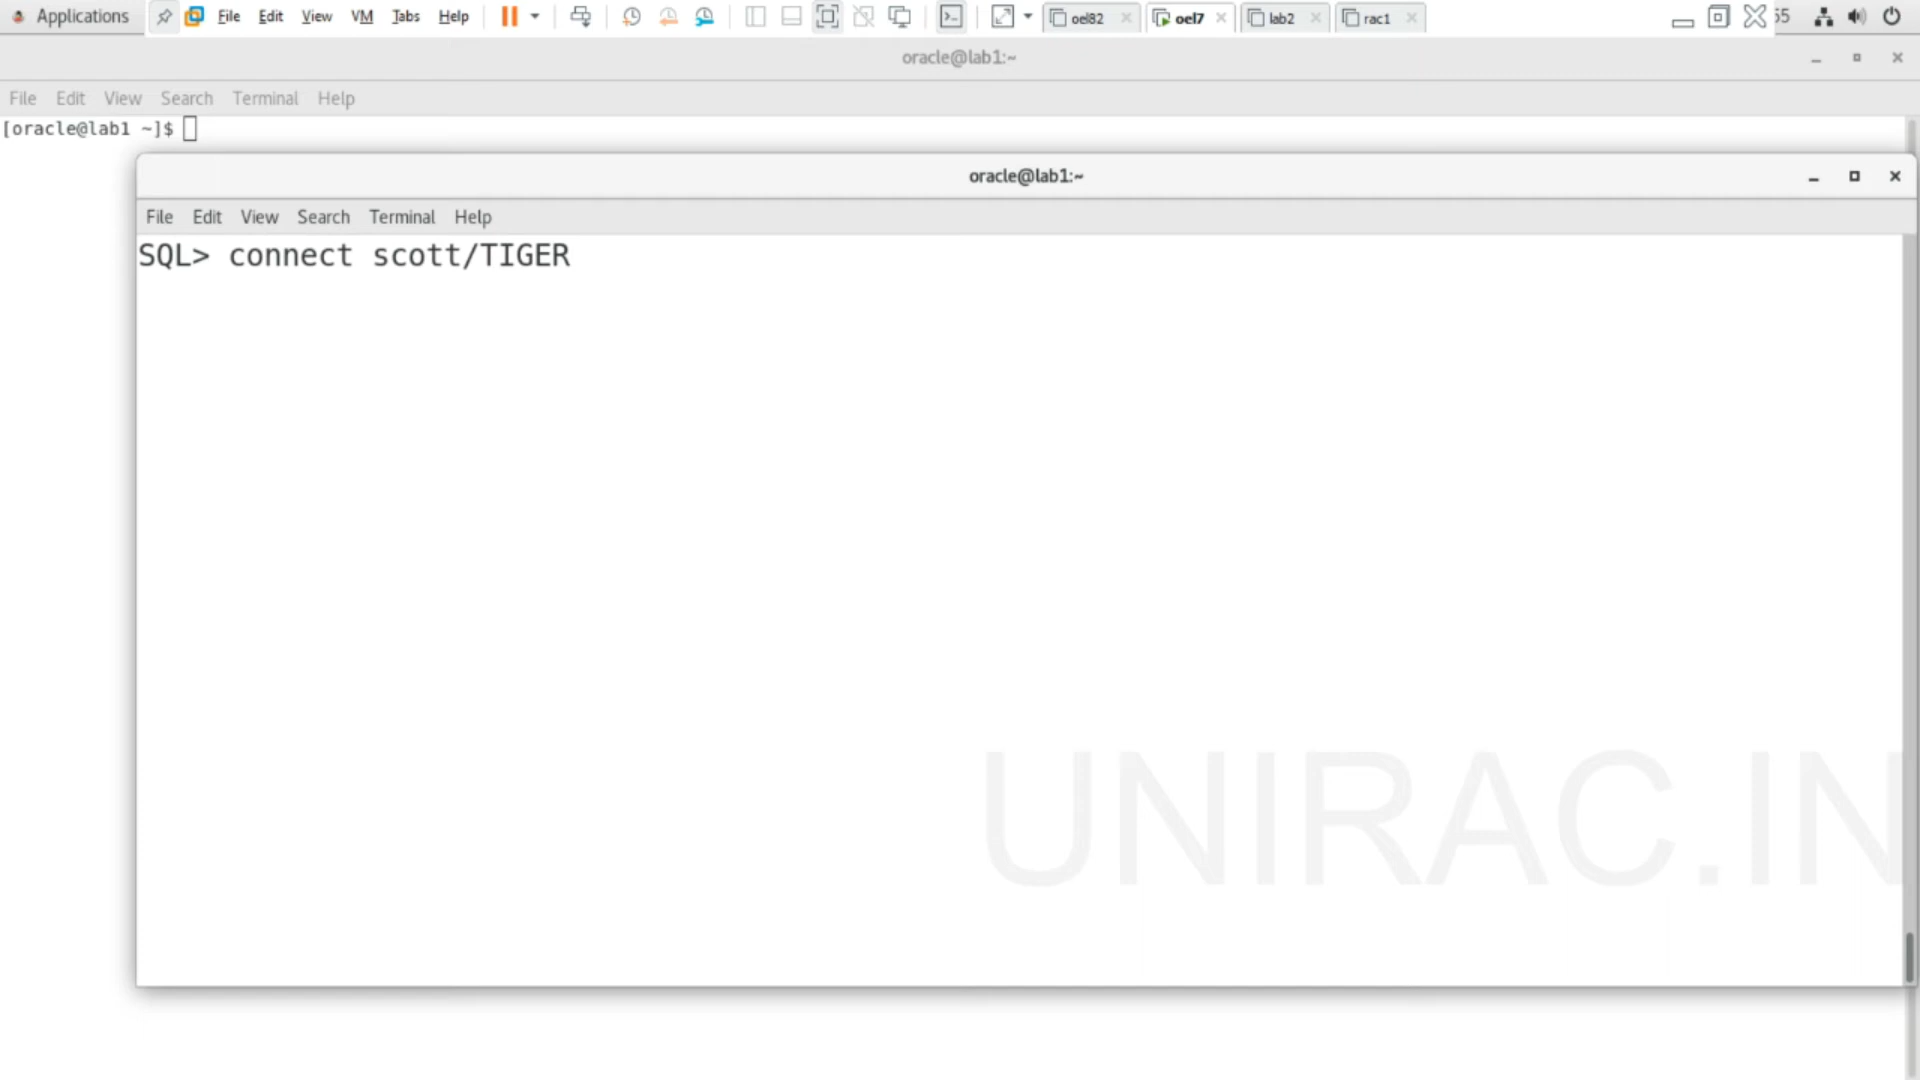 Applications File Edit View VM Tabs Help oel82 oel7 lab2 rac1 55
oracle@lab1:~
File Edit View Search Terminal Help
[oracle@lab1 ~]$
oracle@lab1:~
File Edit View Search Terminal Help
SQL> connect scott/TIGER
UNIRAC.IN